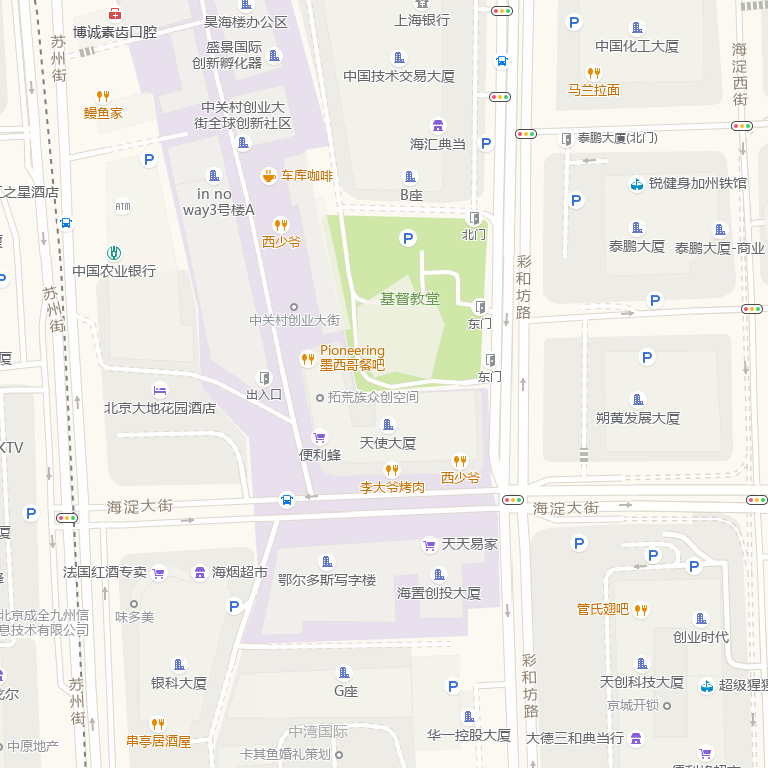 昊海楼办公区
上海银行
博诚素齿口腔
苏州街
盛景国际
创新孵化器
中国化工大厦
海淀西街
中国技术交易大厦
马兰拉面
鳗鱼家
中关村创业大
街全球创新社区
海汇典当
泰鹏大厦(北门)
车库咖啡
锐健身加州铁馆
之星酒店
in no
way3号楼A
B座
ATM
北门
西少爷
泰鹏大厦
泰鹏大厦-商业
厦
中国农业银行
彩和坊路
苏州街
基督教堂
中关村创业大街
东门
Pioneering
墨西哥餐吧
厦
东门
出入口
拓荒族众创空间
北京大地花园酒店
朔黄发展大厦
KTV
天使大厦
便利蜂
西少爷
李大爷烤肉
海淀大街
海淀大街
厦
天天易家
法国红酒专卖
海烟超市
鄂尔多斯写字楼
海置创投大厦
味多美
管氏翅吧
北京成全九州信
息技术有限公司
创业时代
彩和坊路
银科大厦
G座
天创科技大厦
超级猩猩
苏州街
戈尔
京城开锁
中湾国际
华一控股大厦
大德三和典当行
串亭居酒屋
中原地产
卡其鱼婚礼策划
便利蜂超市